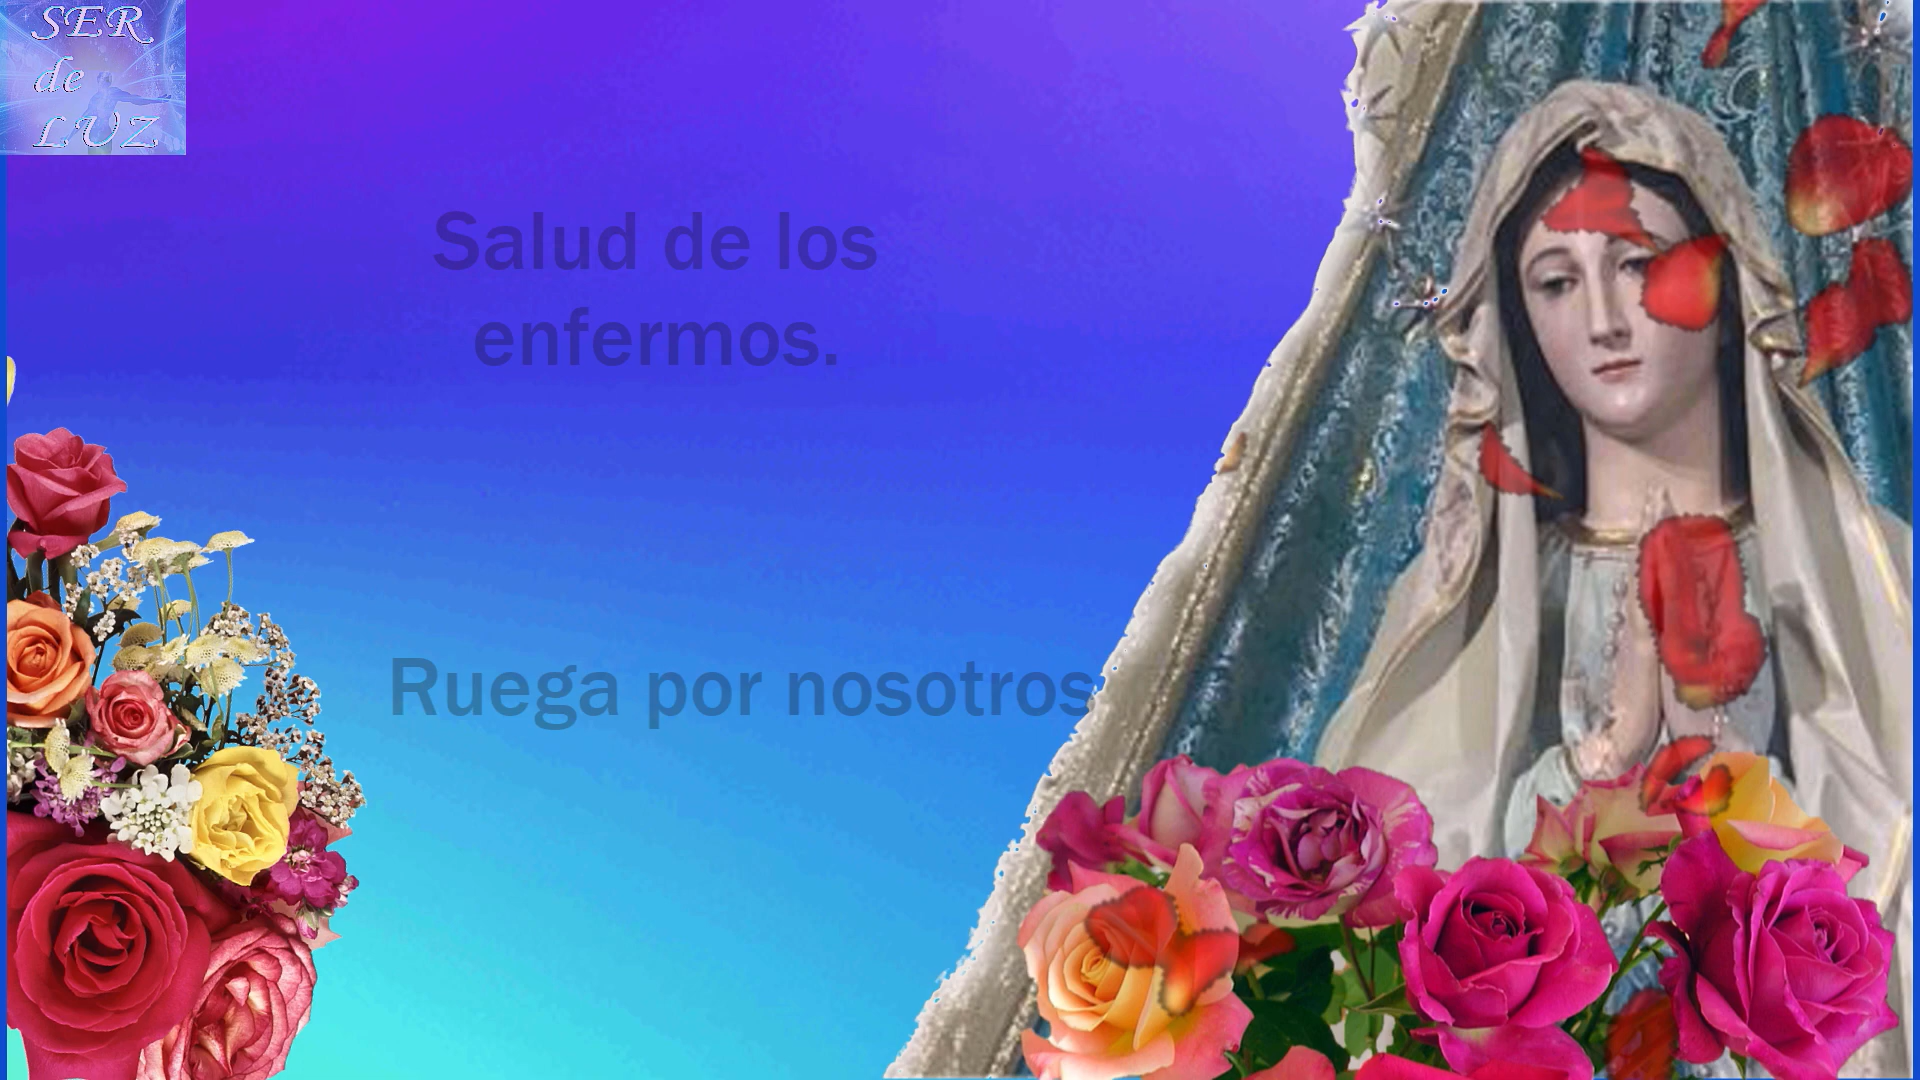 SER
de
LUZ
Salud de los
enfermos.
Ruega por nosotros